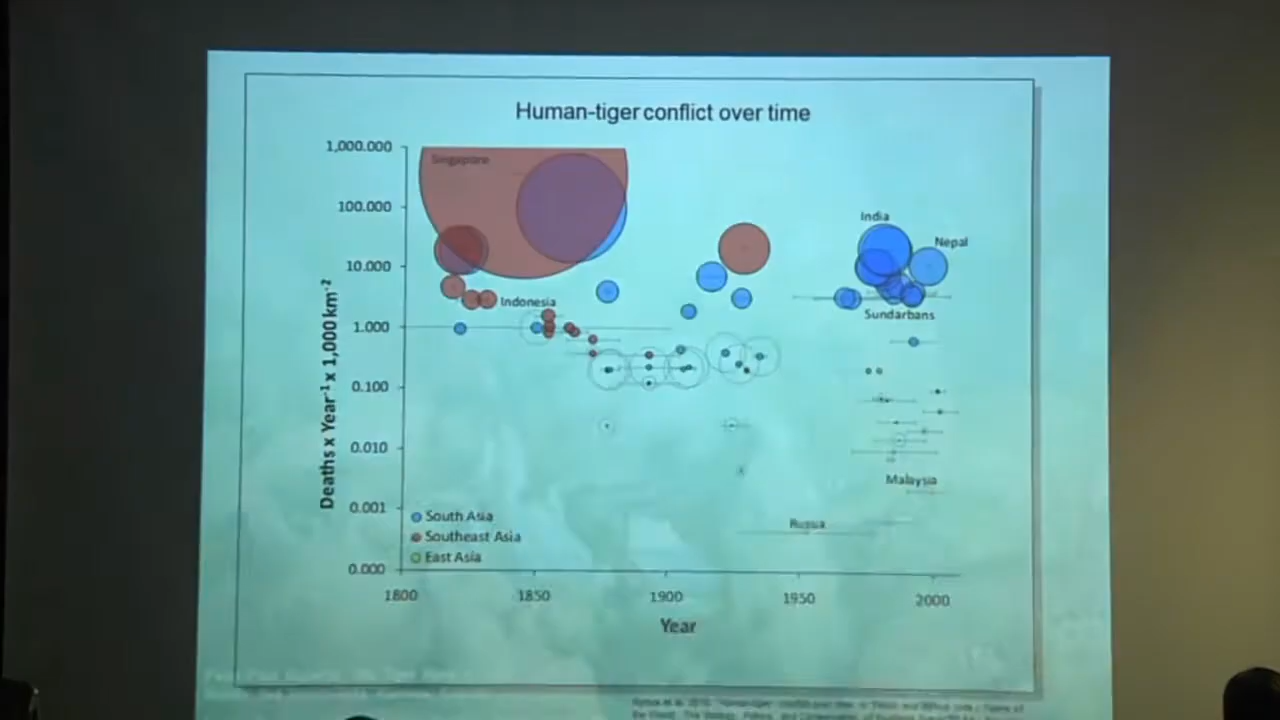 Human-tiger conflict over time
1,000.000
100.000
10.000
1.000
0.100
0.010
0.001
0.000
Deaths x Year⁻¹ x 1,000 km⁻²
Singapore
Indonesia
India
Nepal
Sundarbans
Malaysia
Russia
South Asia
Southeast Asia
East Asia
1800
1850
1900
1950
2000
Year